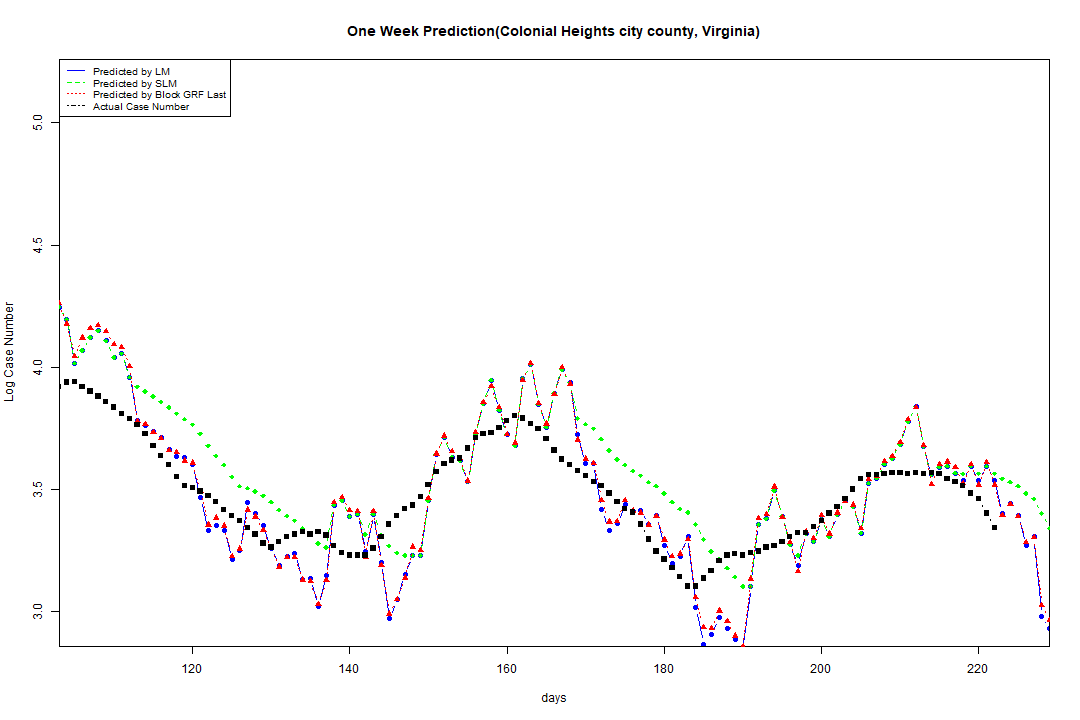 One Week Prediction(Colonial Heights city county, Virginia)
Predicted by LM
Predicted by SLM
Predicted by Block GRF Last
Actual Case Number
5.0
4.5
4.0
3.5
3.0
Log Case Number
120 140 160 180 200 220
days